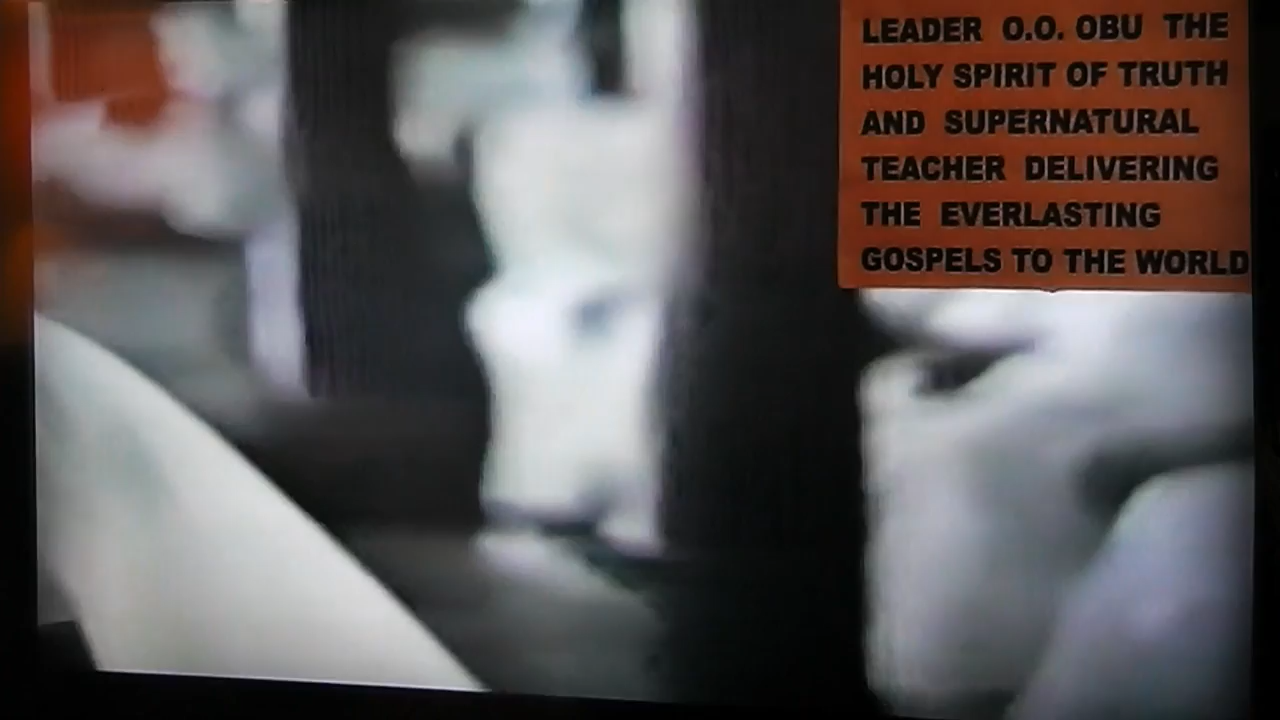 LEADER O.O. OBU THE
HOLY SPIRIT OF TRUTH
AND SUPERNATURAL
TEACHER DELIVERING
THE EVERLASTING
GOSPELS TO THE WORLD